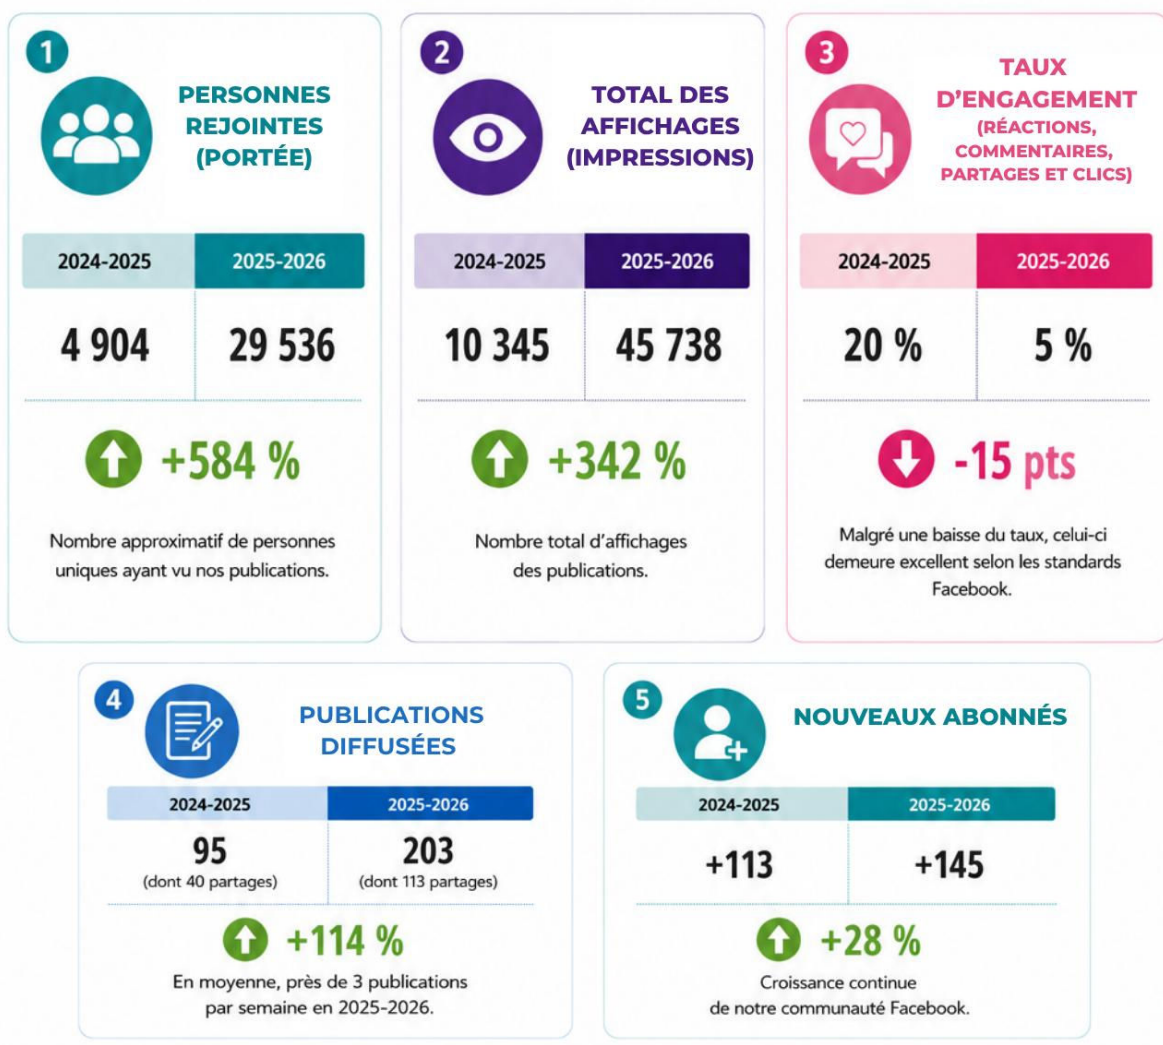 1
PERSONNES
REJOINTES
(PORTÉE)
2024-2025 2025-2026
4 904 29 536
+584 %
Nombre approximatif de personnes
uniques ayant vu nos publications.
2
TOTAL DES
AFFICHAGES
(IMPRESSIONS)
2024-2025 2025-2026
10 345 45 738
+342 %
Nombre total d’affichages
des publications.
3
TAUX
D’ENGAGEMENT
(RÉACTIONS,
COMMENTAIRES,
PARTAGES ET CLICS)
2024-2025 2025-2026
20 % 5 %
-15 pts
Malgré une baisse du taux, celui-ci
demeure excellent selon les standards
Facebook.
4
PUBLICATIONS
DIFFUSÉES
2024-2025 2025-2026
95 203
(dont 40 partages) (dont 113 partages)
+114 %
En moyenne, près de 3 publications
par semaine en 2025-2026.
5
NOUVEAUX ABONNÉS
2024-2025 2025-2026
+113 +145
+28 %
Croissance continue
de notre communauté Facebook.